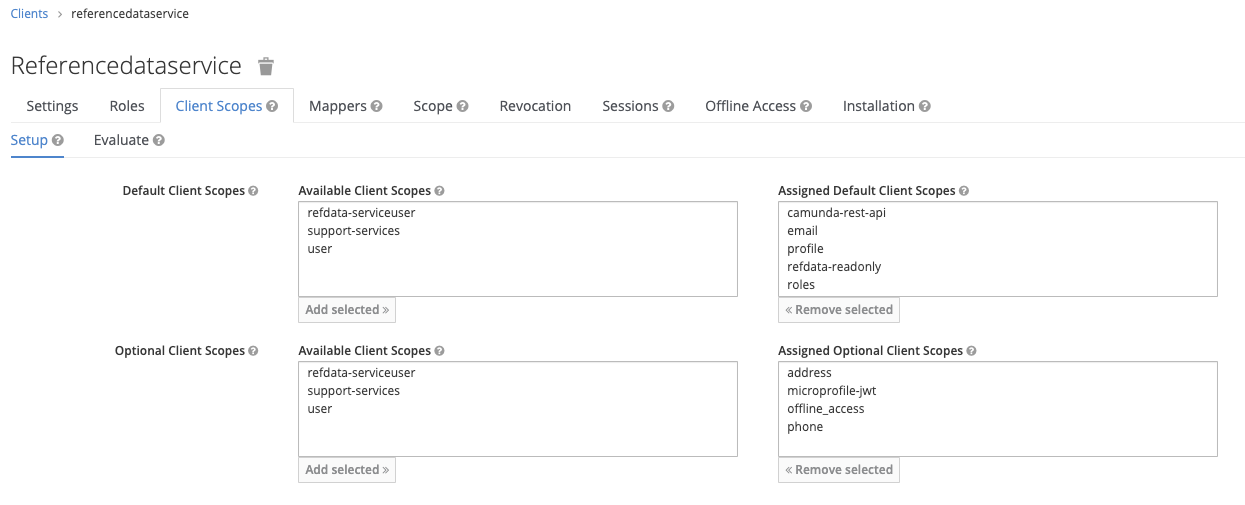 Clients > referencedataservice
Referencedataservice
Settings Roles Client Scopes ? Mappers ? Scope ? Revocation Sessions ? Offline Access ? Installation ?
Setup ? Evaluate ?
Default Client Scopes ? Available Client Scopes ? Assigned Default Client Scopes ?
refdata-serviceuser camunda-rest-api
support-services email
user profile
refdata-readonly
roles
Add selected » « Remove selected
Optional Client Scopes ? Available Client Scopes ? Assigned Optional Client Scopes ?
refdata-serviceuser address
support-services microprofile-jwt
user offline_access
phone
Add selected » « Remove selected